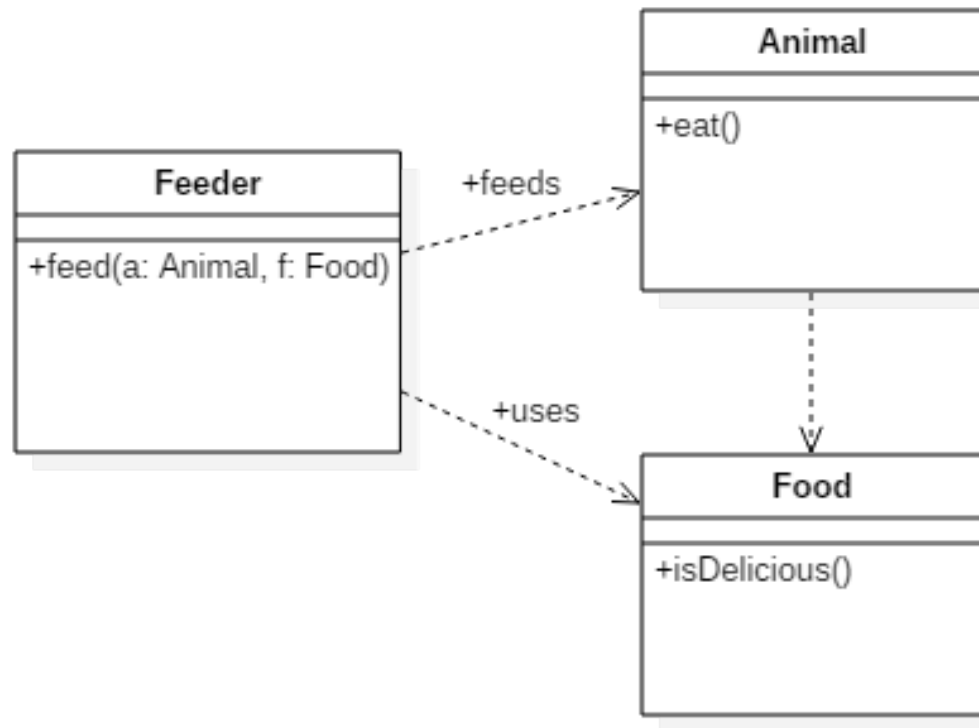 Animal
+eat()
Feeder
+feeds
+feed(a: Animal, f: Food)
+uses
Food
+isDelicious()